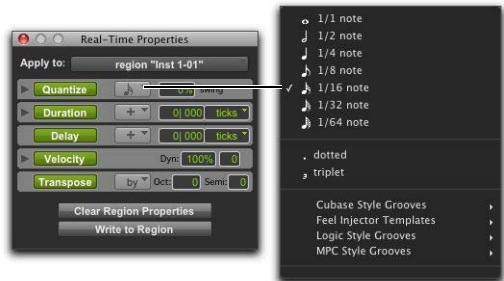 Real-Time Properties
Apply to: region "Inst 1-01"
Quantize 0% swing
Duration + 0| 000 ticks
Delay + 0| 000 ticks
Velocity Dyn: 100% 0
Transpose by Oct: 0 Semi: 0
Clear Region Properties
Write to Region
1/1 note
1/2 note
1/4 note
1/8 note
✓ 1/16 note
1/32 note
1/64 note
. dotted
3 triplet
Cubase Style Grooves
Feel Injector Templates
Logic Style Grooves
MPC Style Grooves